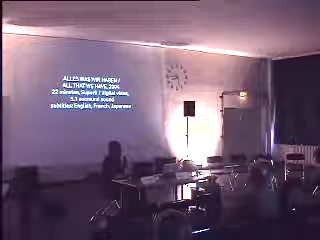 ALLES WAS WIR HABEN /
ALL THAT WE HAVE, 2004
22 minutes, Super8 / digital video,
5.1 surround sound
subtitles: English, French, Japanese